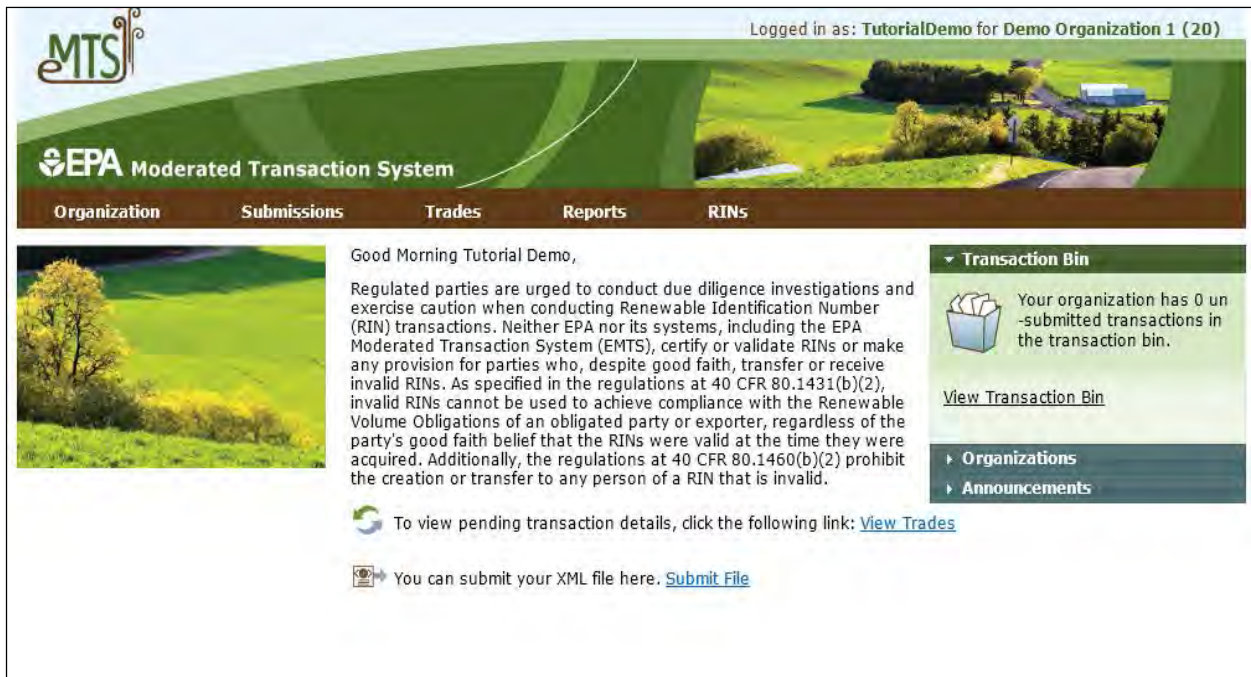 eMTS
Logged in as: TutorialDemo for Demo Organization 1 (20)
EPA Moderated Transaction System
Organization Submissions Trades Reports RINs
Good Morning Tutorial Demo,
Regulated parties are urged to conduct due diligence investigations and
exercise caution when conducting Renewable Identification Number
(RIN) transactions. Neither EPA nor its systems, including the EPA
Moderated Transaction System (EMTS), certify or validate RINs or make
any provision for parties who, despite good faith, transfer or receive
invalid RINs. As specified in the regulations at 40 CFR 80.1431(b)(2),
invalid RINs cannot be used to achieve compliance with the Renewable
Volume Obligations of an obligated party or exporter, regardless of the
party's good faith belief that the RINs were valid at the time they were
acquired. Additionally, the regulations at 40 CFR 80.1460(b)(2) prohibit
the creation or transfer to any person of a RIN that is invalid.
To view pending transaction details, click the following link: View Trades
You can submit your XML file here. Submit File
Transaction Bin
Your organization has 0 un
-submitted transactions in
the transaction bin.
View Transaction Bin
Organizations
Announcements